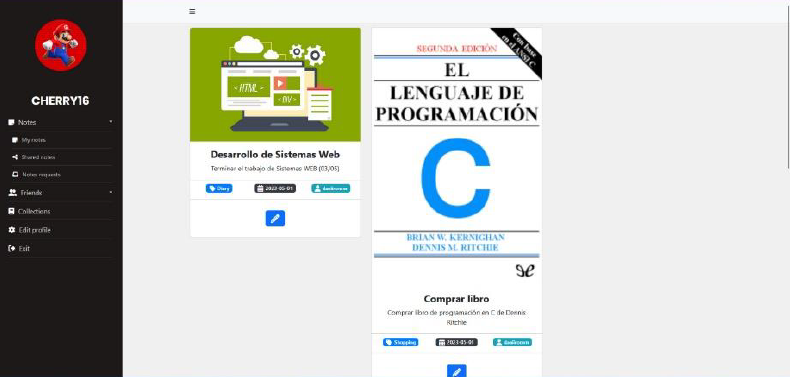 CHERRY16
Notes
My notes
Shared notes
Notes requests
Friends
Collections
Edit profile
Exit
< HTML >
< DIV >
Desarrollo de Sistemas Web
Terminar el trabajo de Sistemas WEB (03/05)
Diary
2023-05-01
Con base
en el ANSI C
SEGUNDA EDICIÓN
EL
LENGUAJE DE
PROGRAMACIÓN
C
BRIAN W. KERNIGHAN
DENNIS M. RITCHIE
Comprar libro
Comprar libro de programación en C de Dennis
Ritchie
Shopping
2023-05-01